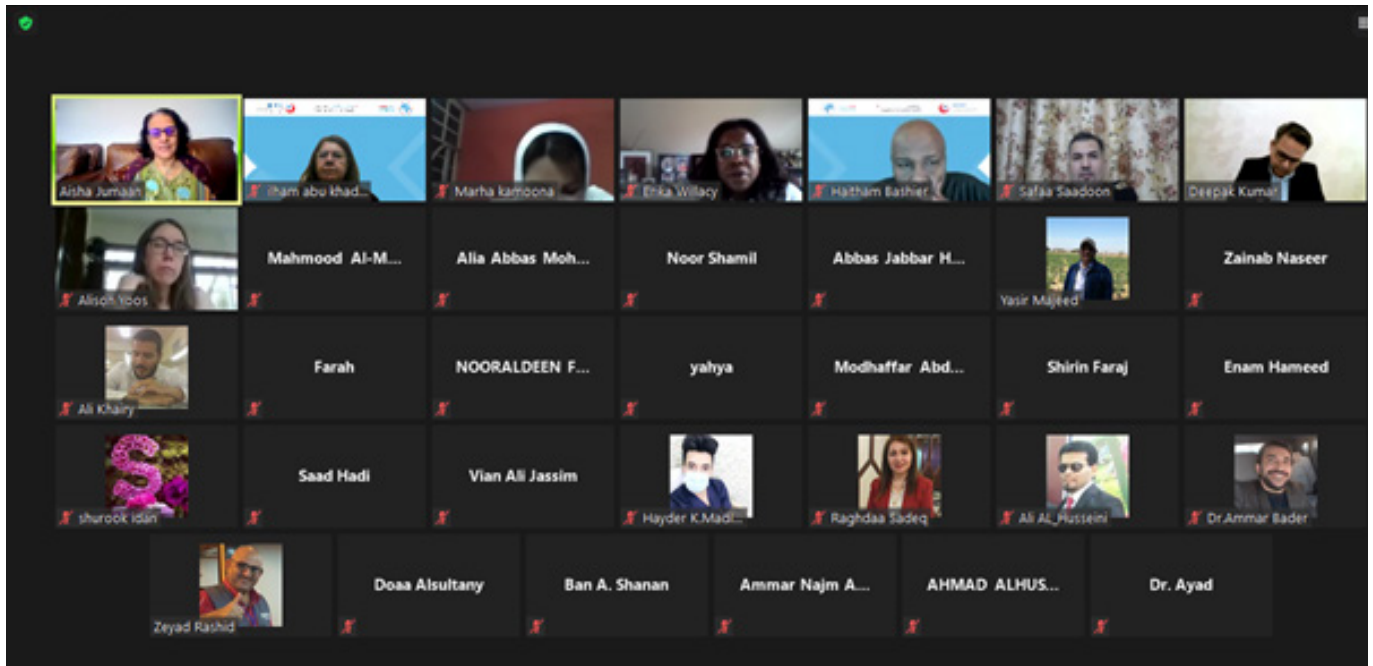 Aisha Jumaan
ilham abu khad...
Marha kamoona
Erika Willacy
Haitham Bashier
Safaa Saadoon
Deepak Kumar
Alison Yoos
Mahmood Al-M...
Alia Abbas Moh...
Noor Shamil
Abbas Jabbar H...
Yasir Majeed
Zainab Naseer
Ali Khairy
Farah
NOORALDEEN F...
yahya
Modhaffar Abd...
Shirin Faraj
Enam Hameed
shurook idan
Saad Hadi
Vian Ali Jassim
Hayder K.Madi...
Raghdaa Sadeq
Ali AL_Husseini
Dr.Ammar Bader
Zeyad Rashid
Doaa Alsultany
Ban A. Shanan
Ammar Najm A...
AHMAD ALHUS...
Dr. Ayad